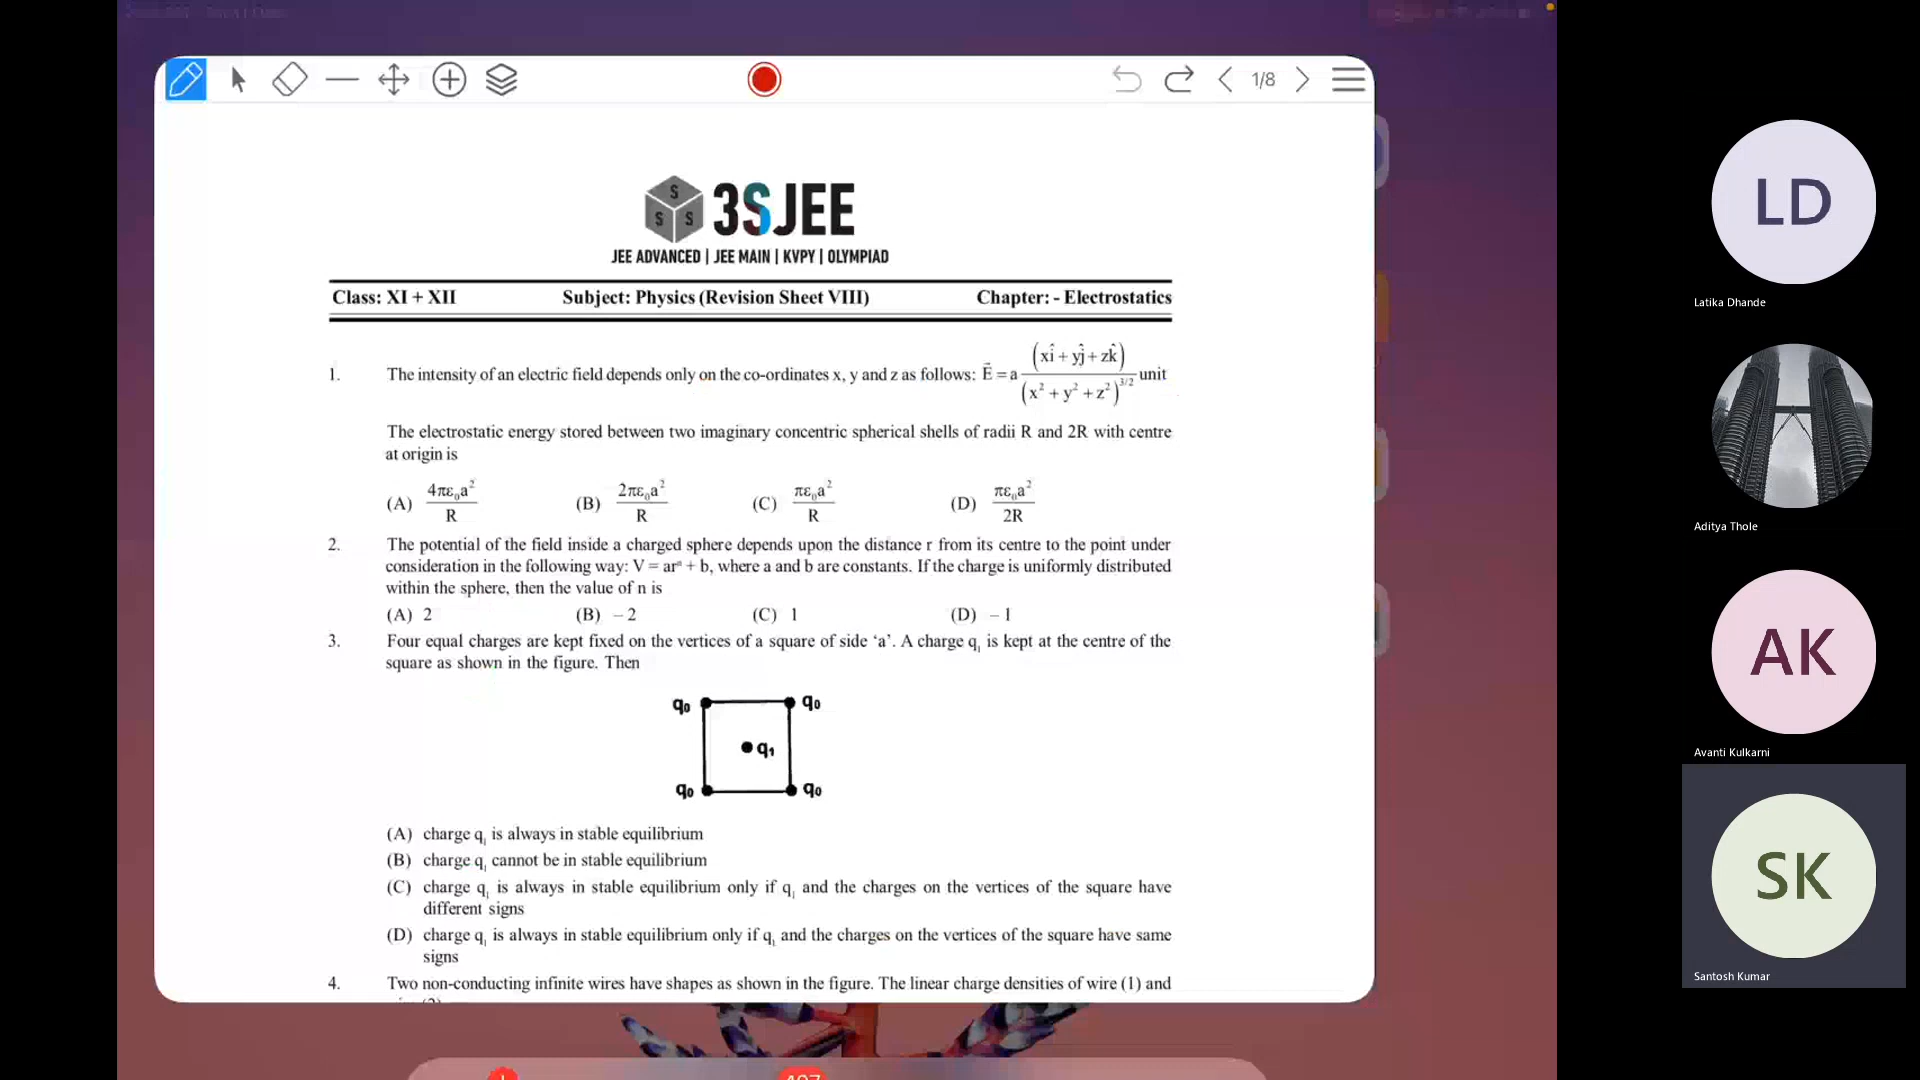 1/8
S S S 3SJEE
JEE ADVANCED | JEE MAIN | KVPY | OLYMPIAD
Class: XI + XII Subject: Physics (Revision Sheet VIII) Chapter: - Electrostatics
1. The intensity of an electric field depends only on the co-ordinates x, y and z as follows: E⃗ = a (xî + yĵ + zk̂) / (x² + y² + z²)^3/2 unit
The electrostatic energy stored between two imaginary concentric spherical shells of radii R and 2R with centre
at origin is
(A) 4πε₀a² / R (B) 2πε₀a² / R (C) πε₀a² / R (D) πε₀a² / 2R
2. The potential of the field inside a charged sphere depends upon the distance r from its centre to the point under
consideration in the following way: V = arⁿ + b, where a and b are constants. If the charge is uniformly distributed
within the sphere, then the value of n is
(A) 2 (B) – 2 (C) 1 (D) – 1
3. Four equal charges are kept fixed on the vertices of a square of side ‘a’. A charge q₁ is kept at the centre of the
square as shown in the figure. Then
q₀ q₀
q₁
q₀ q₀
(A) charge q₁ is always in stable equilibrium
(B) charge q₁ cannot be in stable equilibrium
(C) charge q₁ is always in stable equilibrium only if q₁ and the charges on the vertices of the square have
different signs
(D) charge q₁ is always in stable equilibrium only if q₁ and the charges on the vertices of the square have same
signs
4. Two non-conducting infinite wires have shapes as shown in the figure. The linear charge densities of wire (1) and
LD
Latika Dhande
Aditya Thole
AK
Avanti Kulkarni
SK
Santosh Kumar